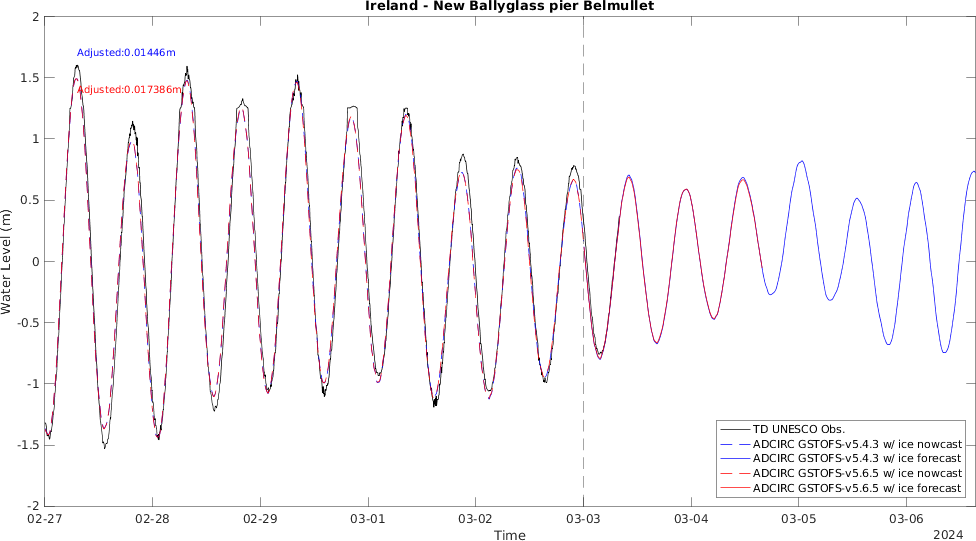 Ireland - New Ballyglass pier Belmullet
2
1.5
1
0.5
0
-0.5
-1
-1.5
-2
Water Level (m)
Adjusted:0.01446m
Adjusted:0.017386m
TD UNESCO Obs.
ADCIRC GSTOFS-v5.4.3 w/ ice nowcast
ADCIRC GSTOFS-v5.4.3 w/ ice forecast
ADCIRC GSTOFS-v5.6.5 w/ ice nowcast
ADCIRC GSTOFS-v5.6.5 w/ ice forecast
02-27 02-28 02-29 03-01 03-02 03-03 03-04 03-05 03-06
Time
2024